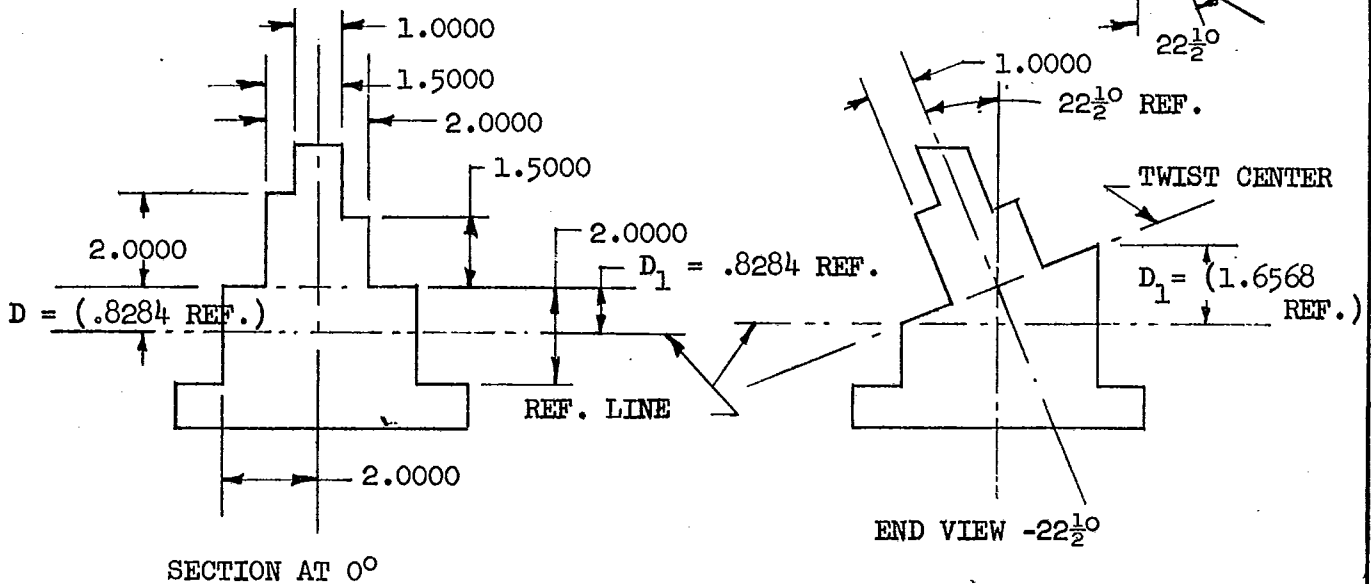 1.0000
1.5000
2.0000
1.5000
2.0000
2.0000
D₁ = .8284 REF.
D = (.8284 REF.)
REF. LINE
2.0000
SECTION AT 0°
22½°
1.0000
22½° REF.
TWIST CENTER
D₁ = (1.6568
REF.)
END VIEW -22½°